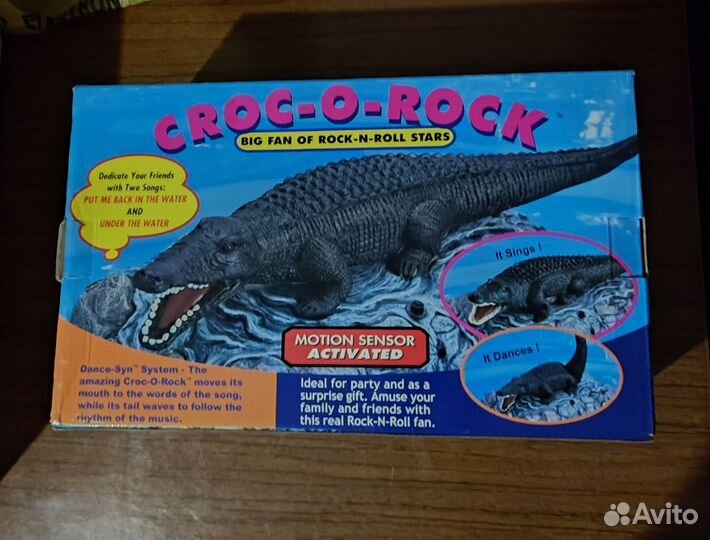 CROC-O-ROCK™
BIG FAN OF ROCK-N-ROLL STARS
Dedicate Your Friends
with Two Songs:
PUT ME BACK IN THE WATER
AND
UNDER THE WATER
It Sings !
It Dances !
MOTION SENSOR
ACTIVATED
Dance-Syn™ System - The
amazing Croc-O-Rock™ moves its
mouth to the words of the song,
while its tail waves to follow the
rhythm of the music.
Ideal for party and as a
surprise gift. Amuse your
family and friends with
this real Rock-N-Roll fan.
Avito